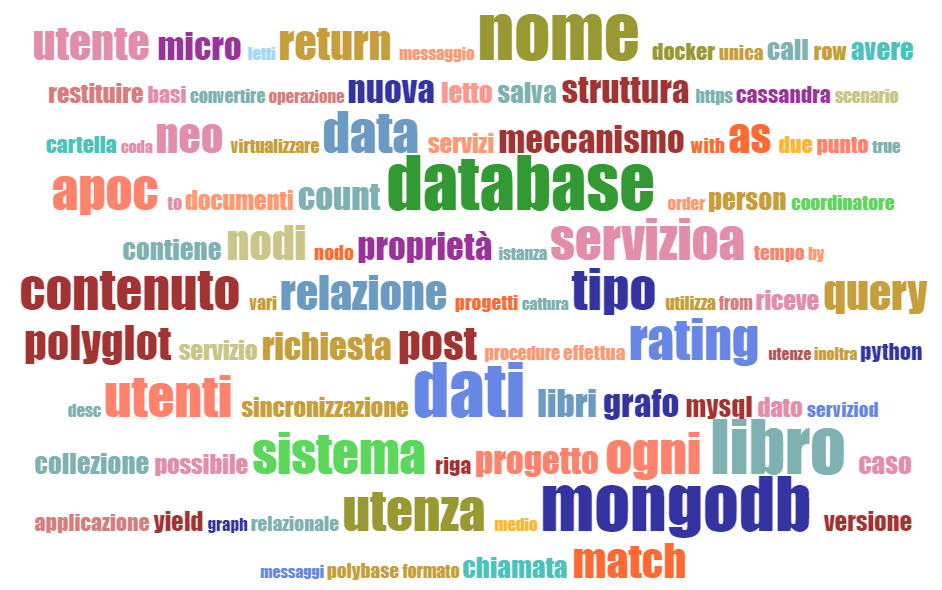 utente micro letti return messaggio nome docker unica call row avere
restituire basi convertire operazione nuova letto salva struttura https cassandra scenario
cartella coda neo virtualizzare data servizi meccanismo with as due punto true
apoc to documenti count database order person coordinatore
contiene nodi nodo proprietà istanza servizioa tempo by
contenuto vari relazione progetti cattura tipo utilizza from riceve query
polyglot servizio richiesta post procedure effettua rating utenze inoltra python
desc utenti sincronizzazione dati libri grafo mysql dato serviziod
collezione possibile sistema riga progetto ogni libro caso
applicazione yield graph relazionale utenza medio mongodb versione
messaggi polybase formato chiamata match